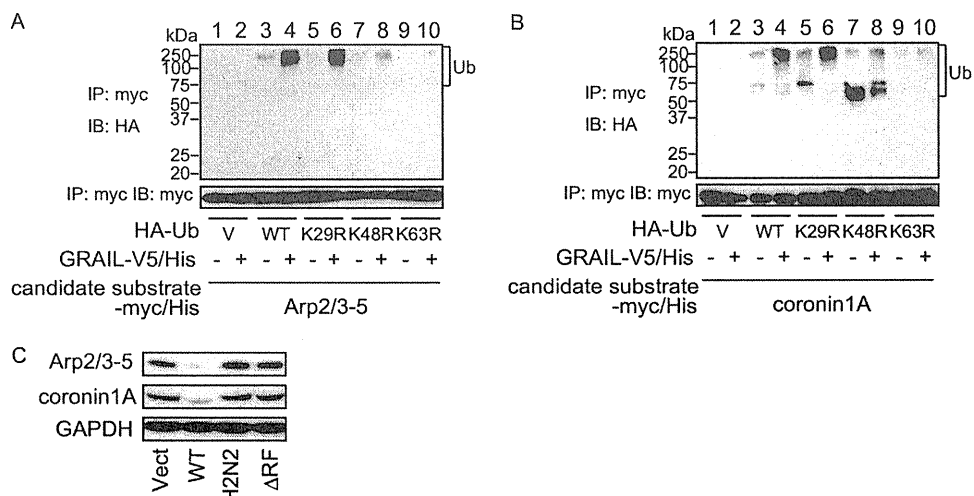 A
kDa
1 2 3 4 5 6 7 8 9 10
250
100
75
50
37
25
20
Ub
IP: myc
IB: HA
IP: myc IB: myc
HA-Ub
V WT K29R K48R K63R
GRAIL-V5/His
- + - + - + - + - +
candidate substrate
-myc/His
Arp2/3-5
B
kDa
1 2 3 4 5 6 7 8 9 10
250
100
75
50
37
25
20
Ub
IP: myc
IB: HA
IP: myc IB: myc
HA-Ub
V WT K29R K48R K63R
GRAIL-V5/His
- + - + - + - + - +
candidate substrate
-myc/His
coronin1A
C
Arp2/3-5
coronin1A
GAPDH
Vect
WT
H2N2
ΔRF